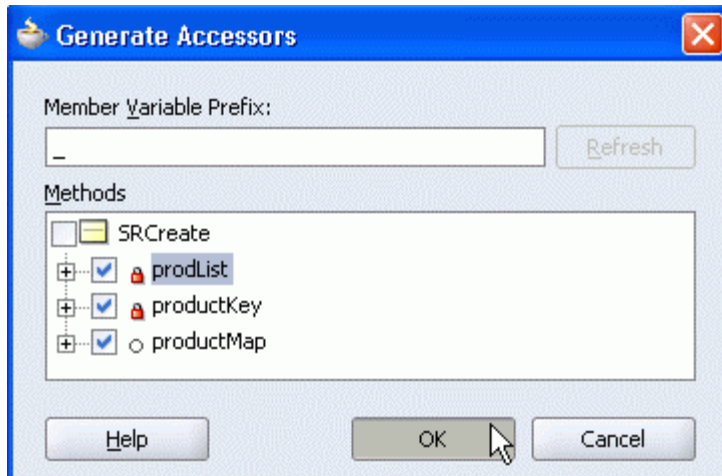 Generate Accessors
Member Variable Prefix:
_
Refresh
Methods
SRCreate
prodList
productKey
productMap
Help
OK
Cancel